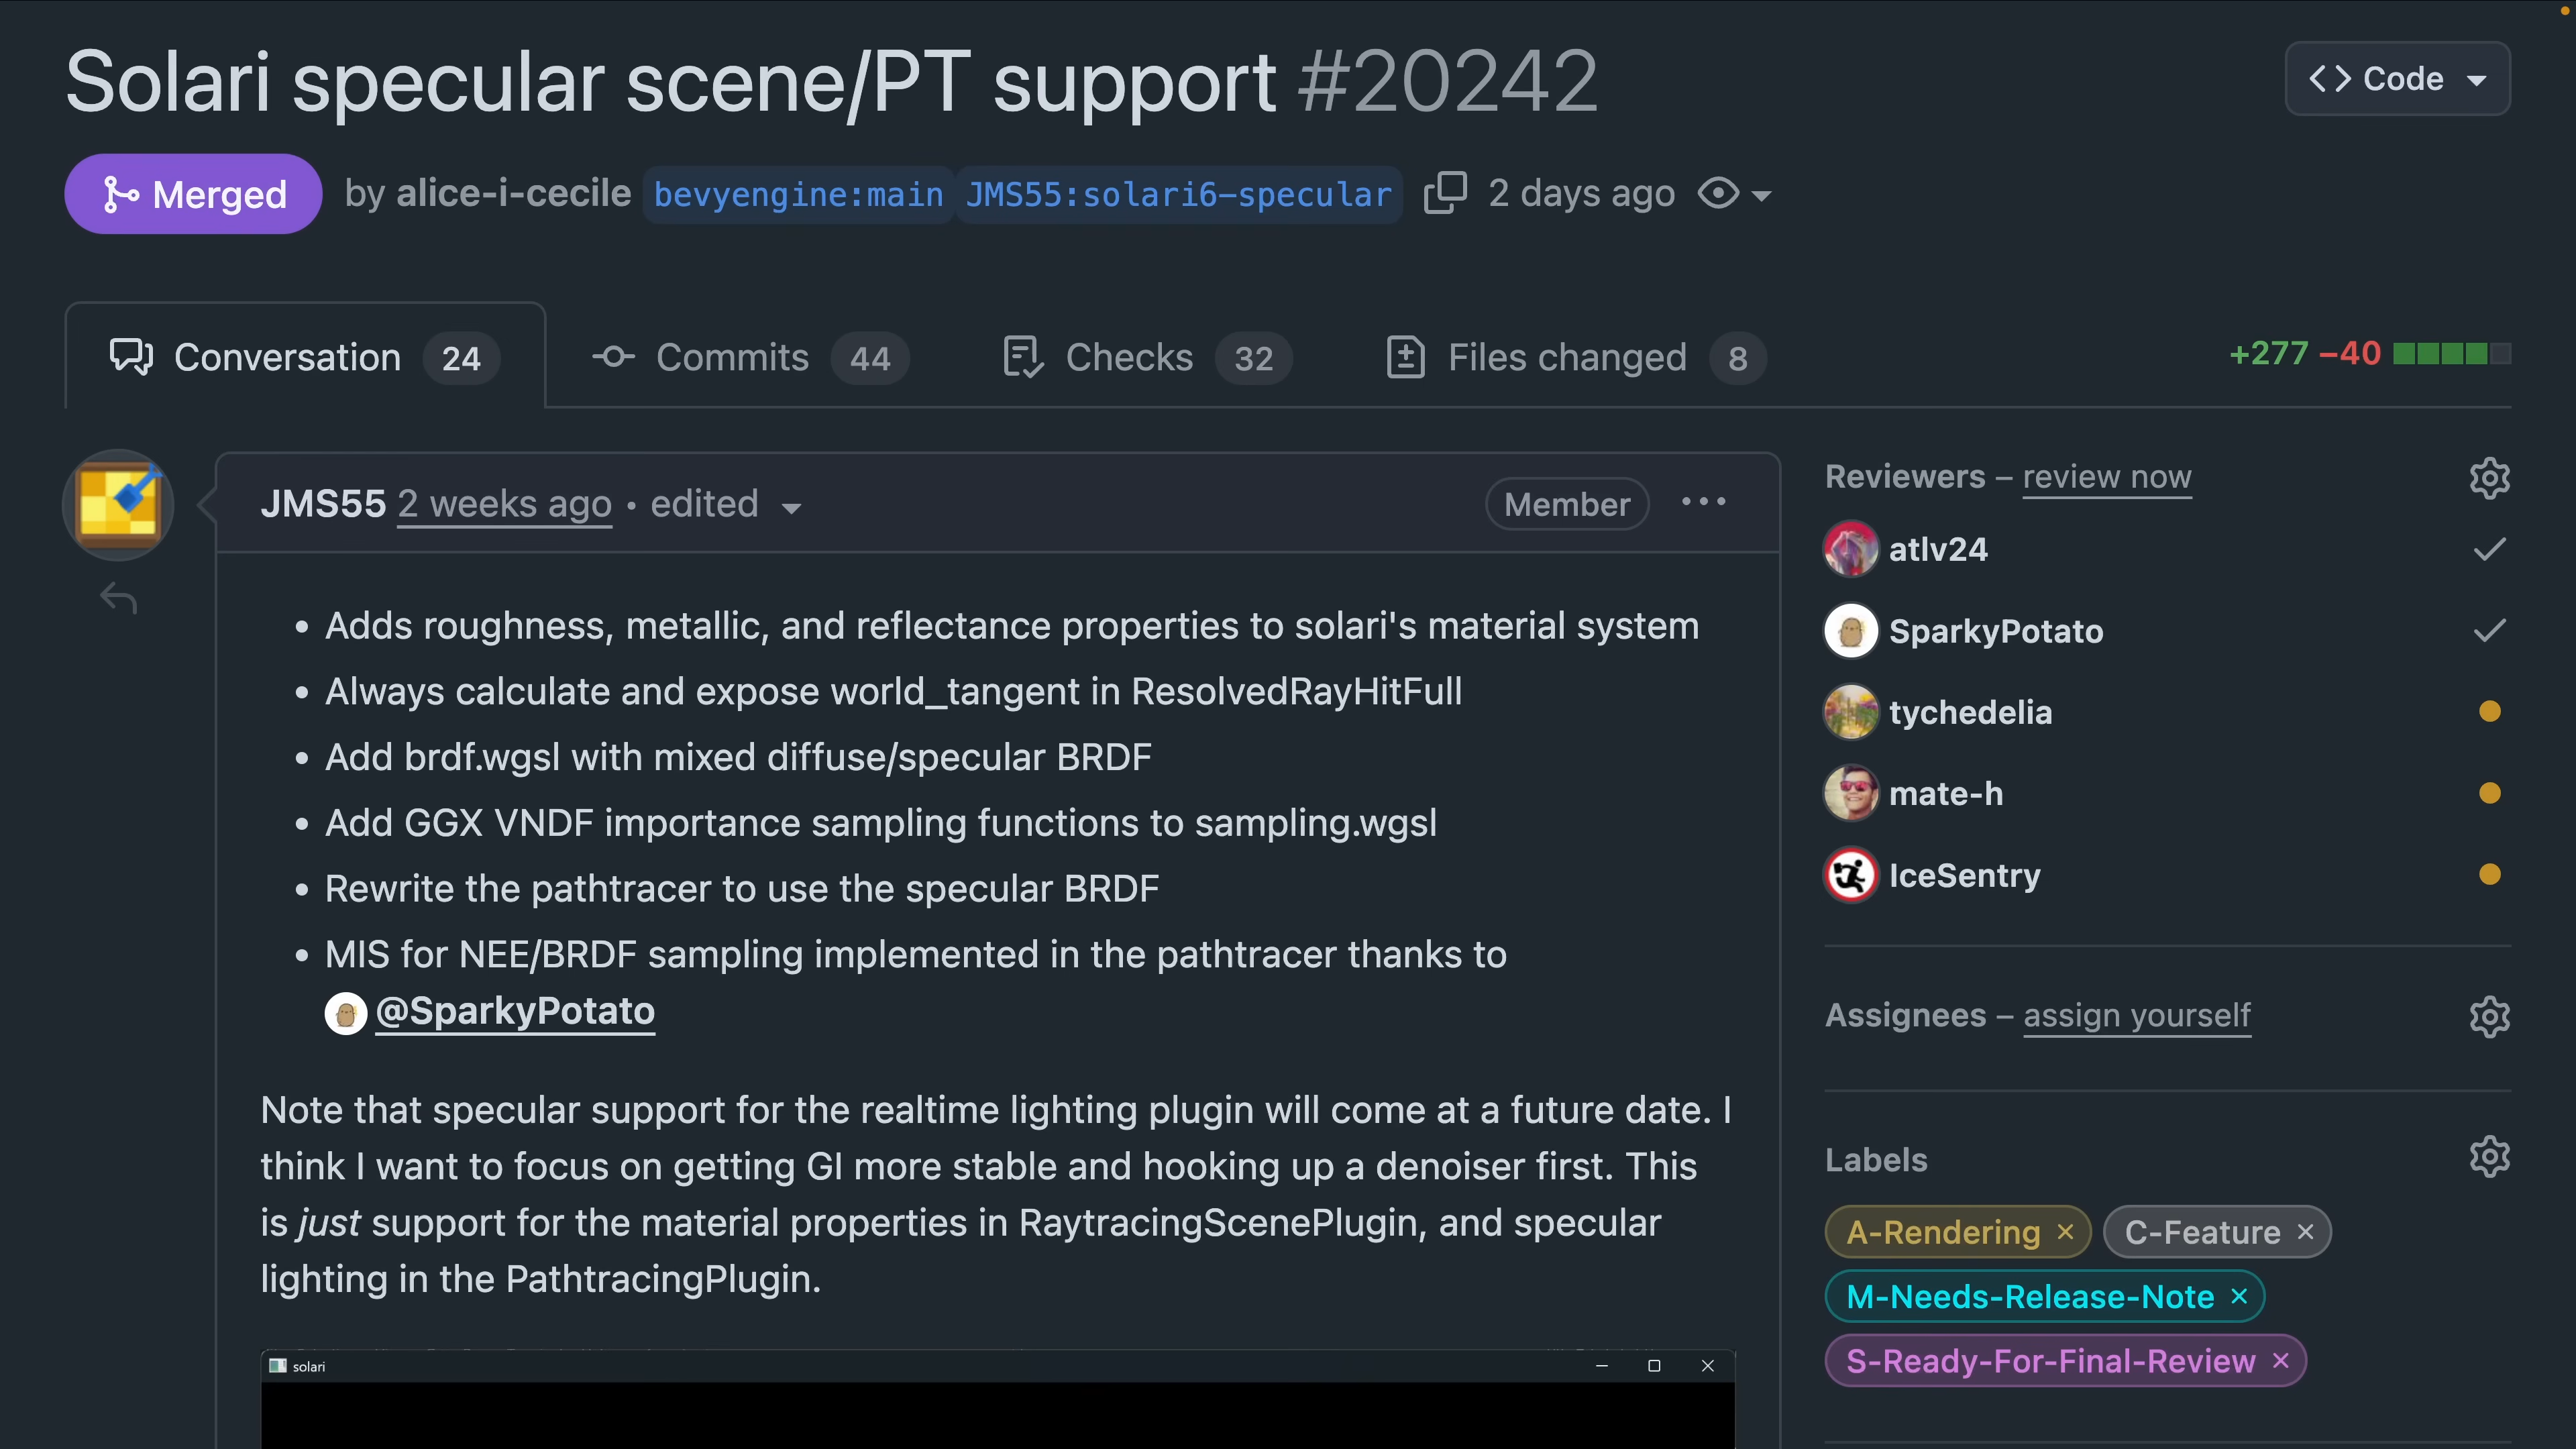 Solari specular scene/PT support #20242
Code
Merged by alice-i-cecile bevyengine:main JMS55:solari6-specular 2 days ago
Conversation 24 Commits 44 Checks 32 Files changed 8 +277 −40
JMS55 2 weeks ago • edited Member
• Adds roughness, metallic, and reflectance properties to solari's material system
• Always calculate and expose world_tangent in ResolvedRayHitFull
• Add brdf.wgsl with mixed diffuse/specular BRDF
• Add GGX VNDF importance sampling functions to sampling.wgsl
• Rewrite the pathtracer to use the specular BRDF
• MIS for NEE/BRDF sampling implemented in the pathtracer thanks to
@SparkyPotato
Note that specular support for the realtime lighting plugin will come at a future date. I
think I want to focus on getting GI more stable and hooking up a denoiser first. This
is just support for the material properties in RaytracingScenePlugin, and specular
lighting in the PathtracingPlugin.
solari
Reviewers – review now
atlv24
SparkyPotato
tychedelia
mate-h
IceSentry
Assignees – assign yourself
Labels
A-Rendering × C-Feature ×
M-Needs-Release-Note ×
S-Ready-For-Final-Review ×